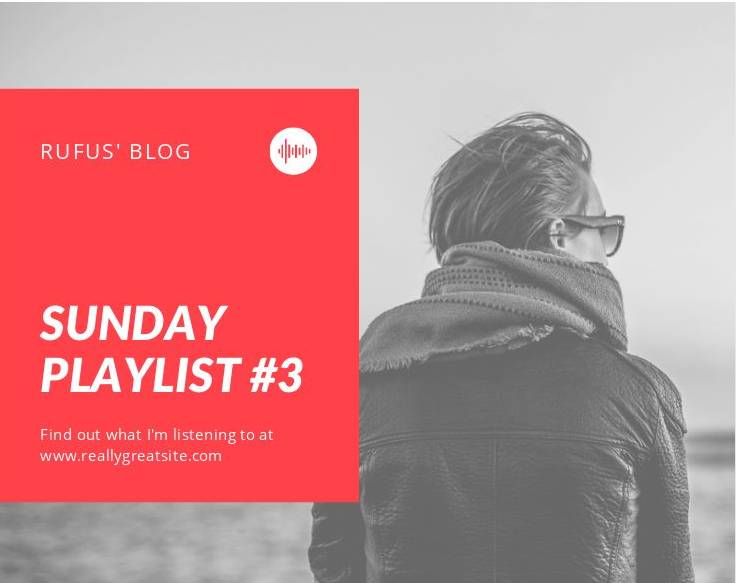 RUFUS' BLOG
SUNDAY
PLAYLIST #3
Find out what I'm listening to at
www.reallygreatsite.com